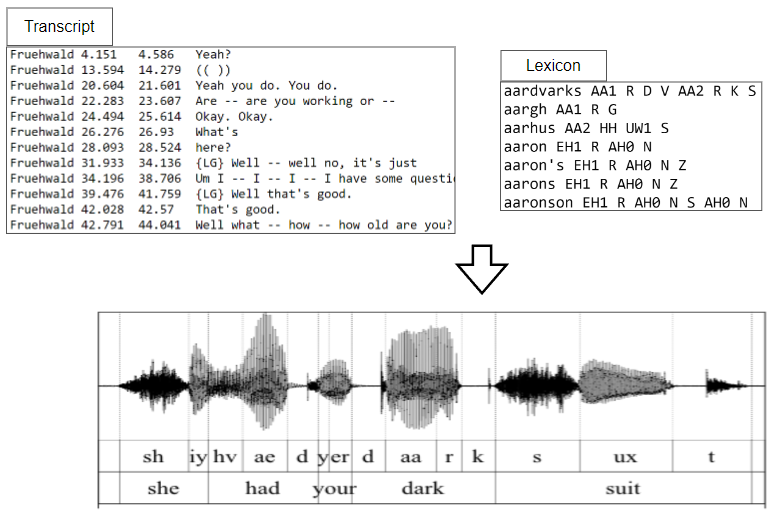 Transcript
Fruehwald 4.151 4.586 Yeah?
Fruehwald 13.594 14.279 (( ))
Fruehwald 20.604 21.601 Yeah you do. You do.
Fruehwald 22.283 23.607 Are -- are you working or --
Fruehwald 24.494 25.614 Okay. Okay.
Fruehwald 26.276 26.93 What's
Fruehwald 28.093 28.524 here?
Fruehwald 31.933 34.136 {LG} Well -- well no, it's just
Fruehwald 34.196 38.706 Um I -- I -- I -- I have some questi
Fruehwald 39.476 41.759 {LG} Well that's good.
Fruehwald 42.028 42.57 That's good.
Fruehwald 42.791 44.041 Well what -- how -- how old are you?
Lexicon
aardvarks AA1 R D V AA2 R K S
aargh AA1 R G
aarhus AA2 HH UW1 S
aaron EH1 R AH0 N
aaron's EH1 R AH0 N Z
aarons EH1 R AH0 N Z
aaronson EH1 R AH0 N S AH0 N
sh iy hv ae d y er d aa r k s ux t
she had your dark suit